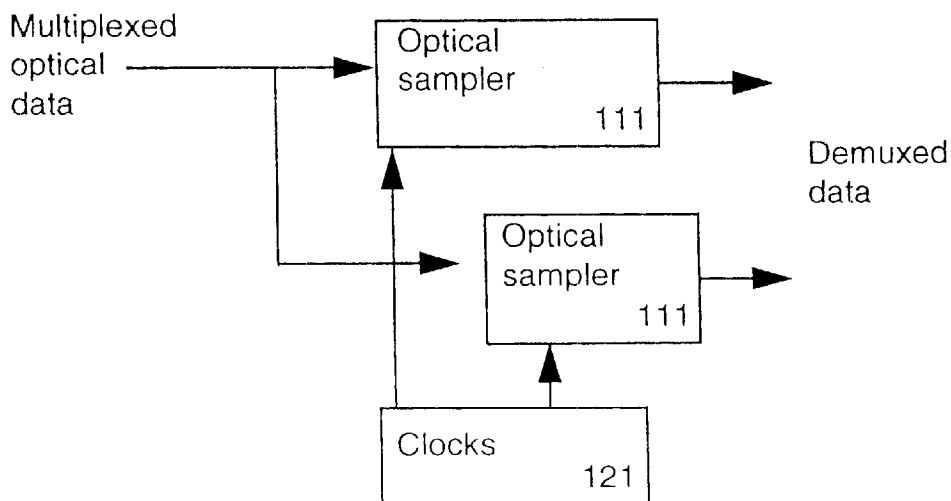 Multiplexed
optical
data
Optical
sampler
111
Demuxed
data
Optical
sampler
111
Clocks
121